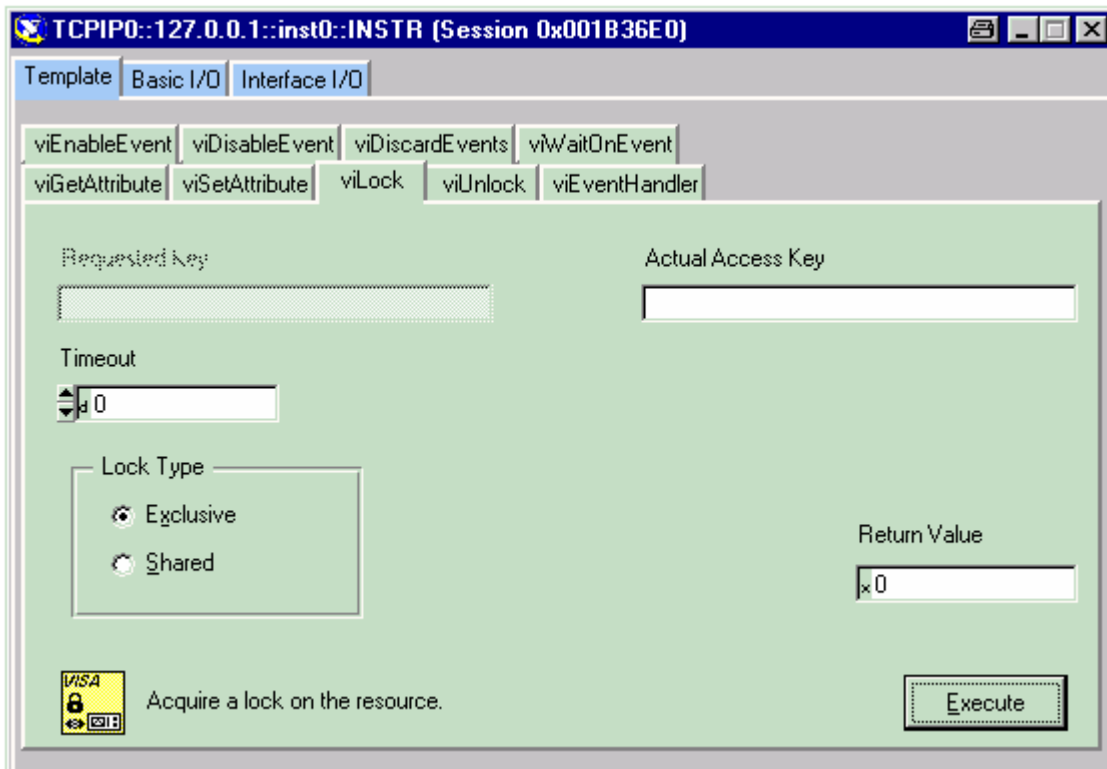 TCPIP0::127.0.0.1::inst0::INSTR (Session 0x001B36E0)
Template Basic I/O Interface I/O
viEnableEvent viDisableEvent viDiscardEvents viWaitOnEvent
viGetAttribute viSetAttribute viLock viUnlock viEventHandler
Requested Key Actual Access Key
Timeout
d 0
Lock Type
Exclusive
Shared
Return Value
x 0
VISA
Acquire a lock on the resource.
Execute